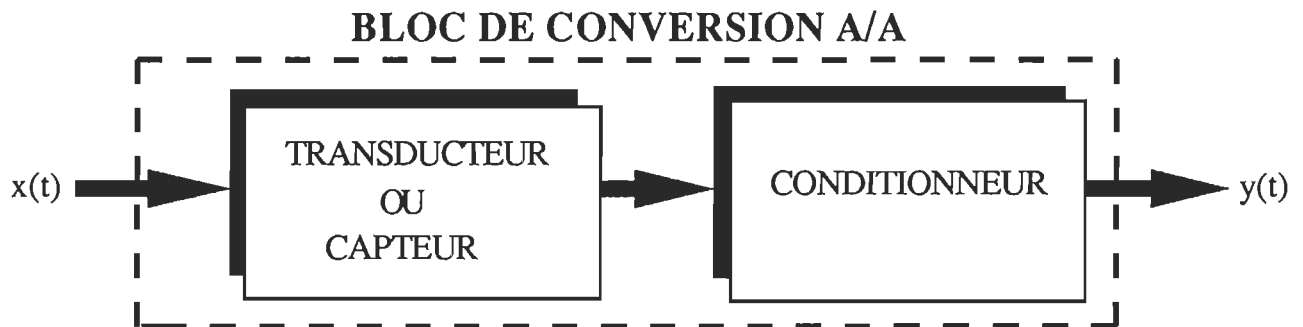 BLOC DE CONVERSION A/A
x(t)
TRANSDUCTEUR
OU
CAPTEUR
CONDITIONNEUR
y(t)